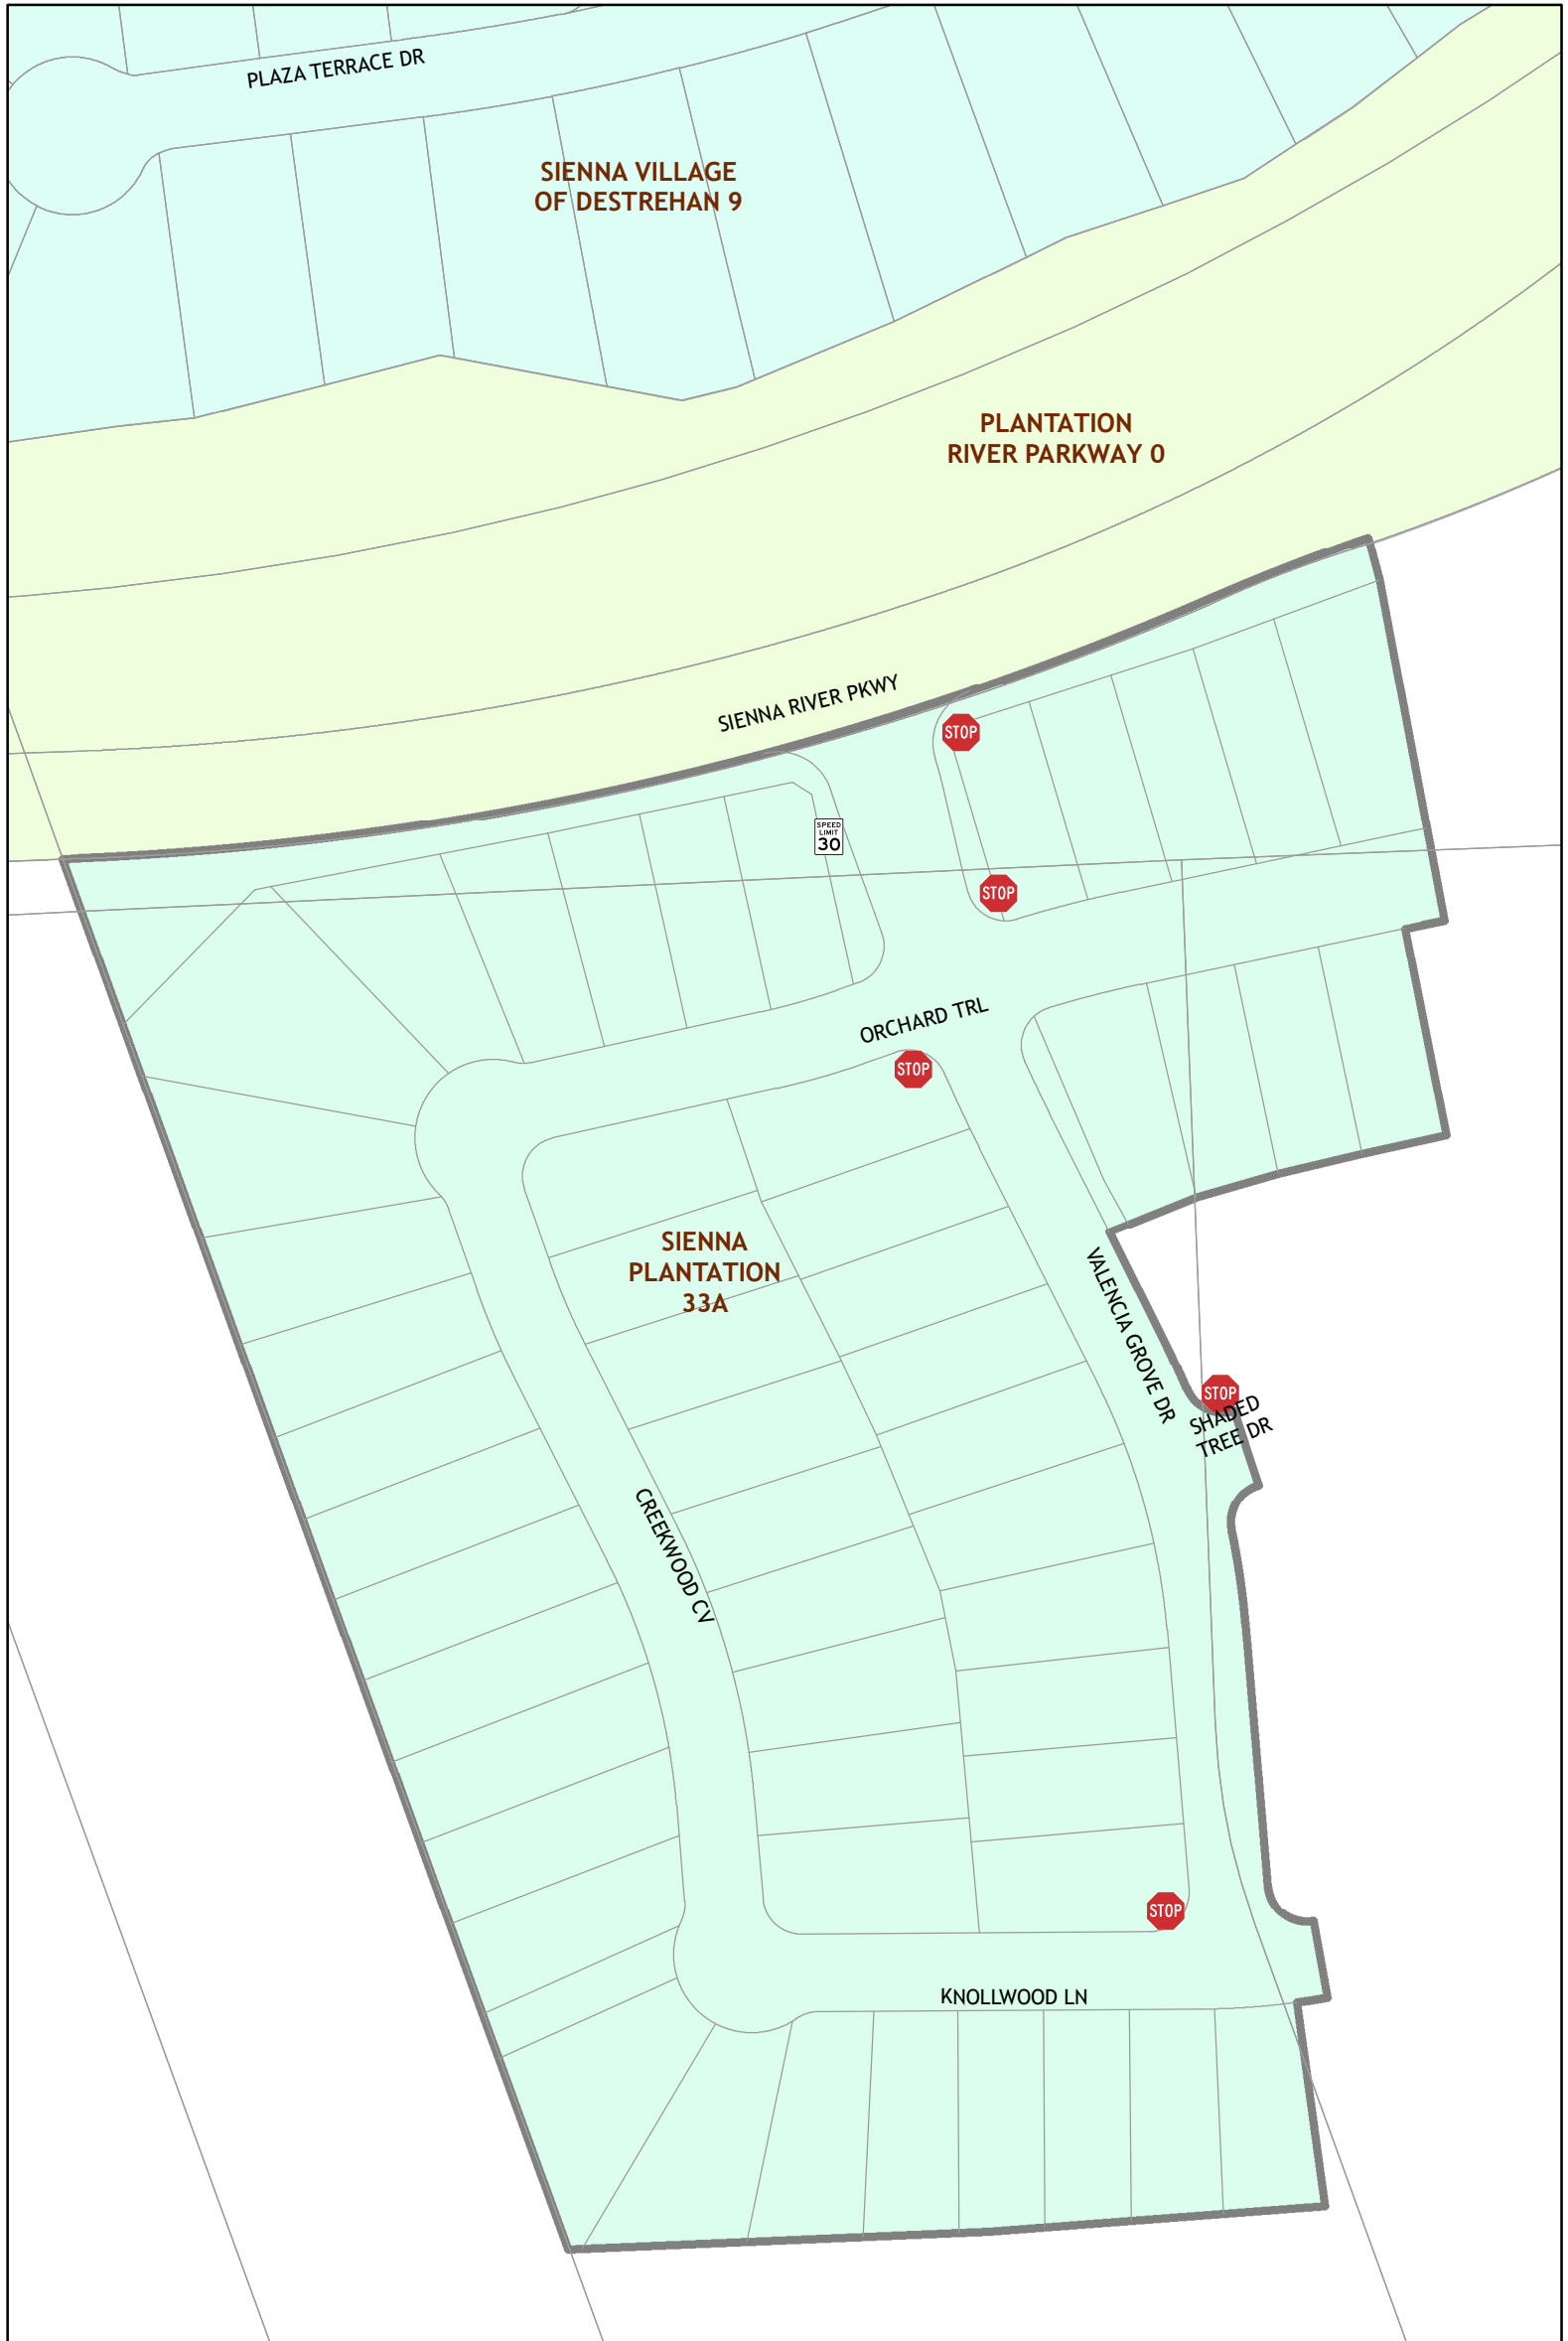 PLAZA TERRACE DR
SIENNA VILLAGE
OF DESTREHAN 9
PLANTATION
RIVER PARKWAY 0
SIENNA RIVER PKWY
STOP
SPEED
LIMIT
30
STOP
ORCHARD TRL
STOP
SIENNA
PLANTATION
33A
VALENCIA GROVE DR
STOP
SHADED
TREE DR
CREEKWOOD CV
STOP
KNOLLWOOD LN